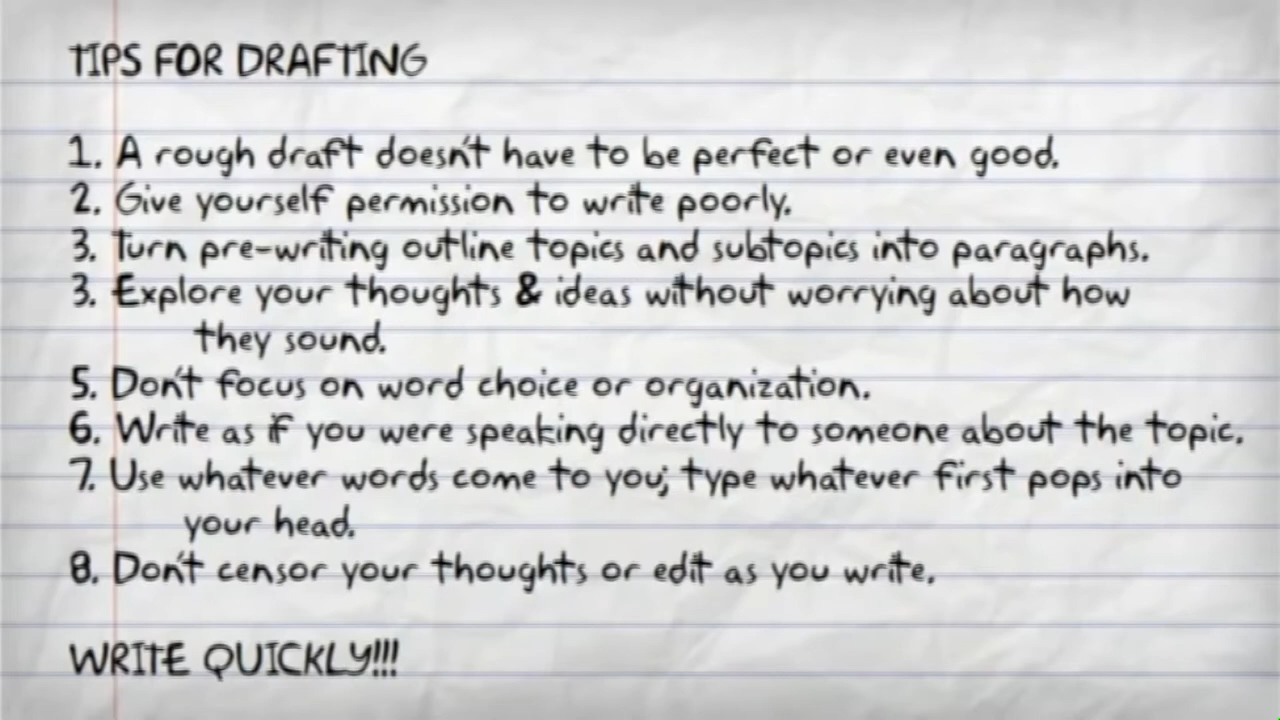 TIPS FOR DRAFTING
1. A rough draft doesn't have to be perfect or even good.
2. Give yourself permission to write poorly.
3. Turn pre-writing outline topics and subtopics into paragraphs.
3. Explore your thoughts & ideas without worrying about how
they sound.
5. Don't focus on word choice or organization.
6. Write as if you were speaking directly to someone about the topic.
7. Use whatever words come to you; type whatever first pops into
your head.
8. Don't censor your thoughts or edit as you write.
WRITE QUICKLY!!!